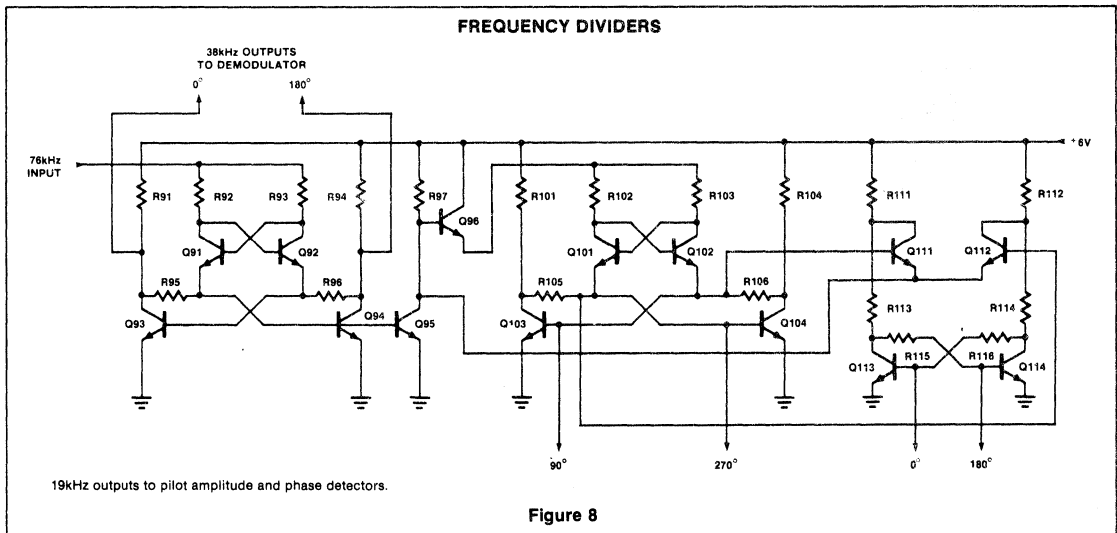 FREQUENCY DIVIDERS
38kHz OUTPUTS
TO DEMODULATOR
0°
180°
76kHz
INPUT
+6V
R91
R92
R93
R94
R97
Q96
R101
R102
R103
R104
R111
R112
Q91
Q92
Q101
Q102
Q111
Q112
R95
R96
R105
R106
R113
R114
Q93
Q94
Q95
Q103
Q104
Q113
R115
R116
Q114
90°
270°
0°
180°
19kHz outputs to pilot amplitude and phase detectors.
Figure 8